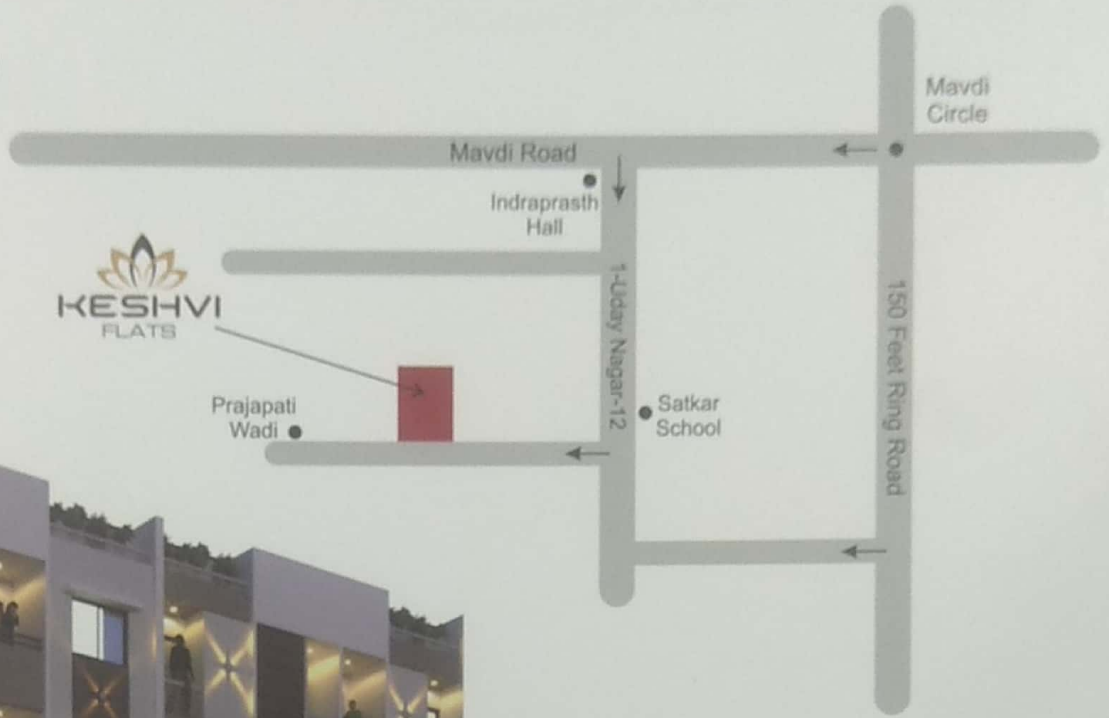 Mavdi
Circle
Mavdi Road
Indraprasth
Hall
KESHVI
FLATS
1-Uday Nagar-12
150 Feet Ring Road
Prajapati
Wadi
Satkar
School